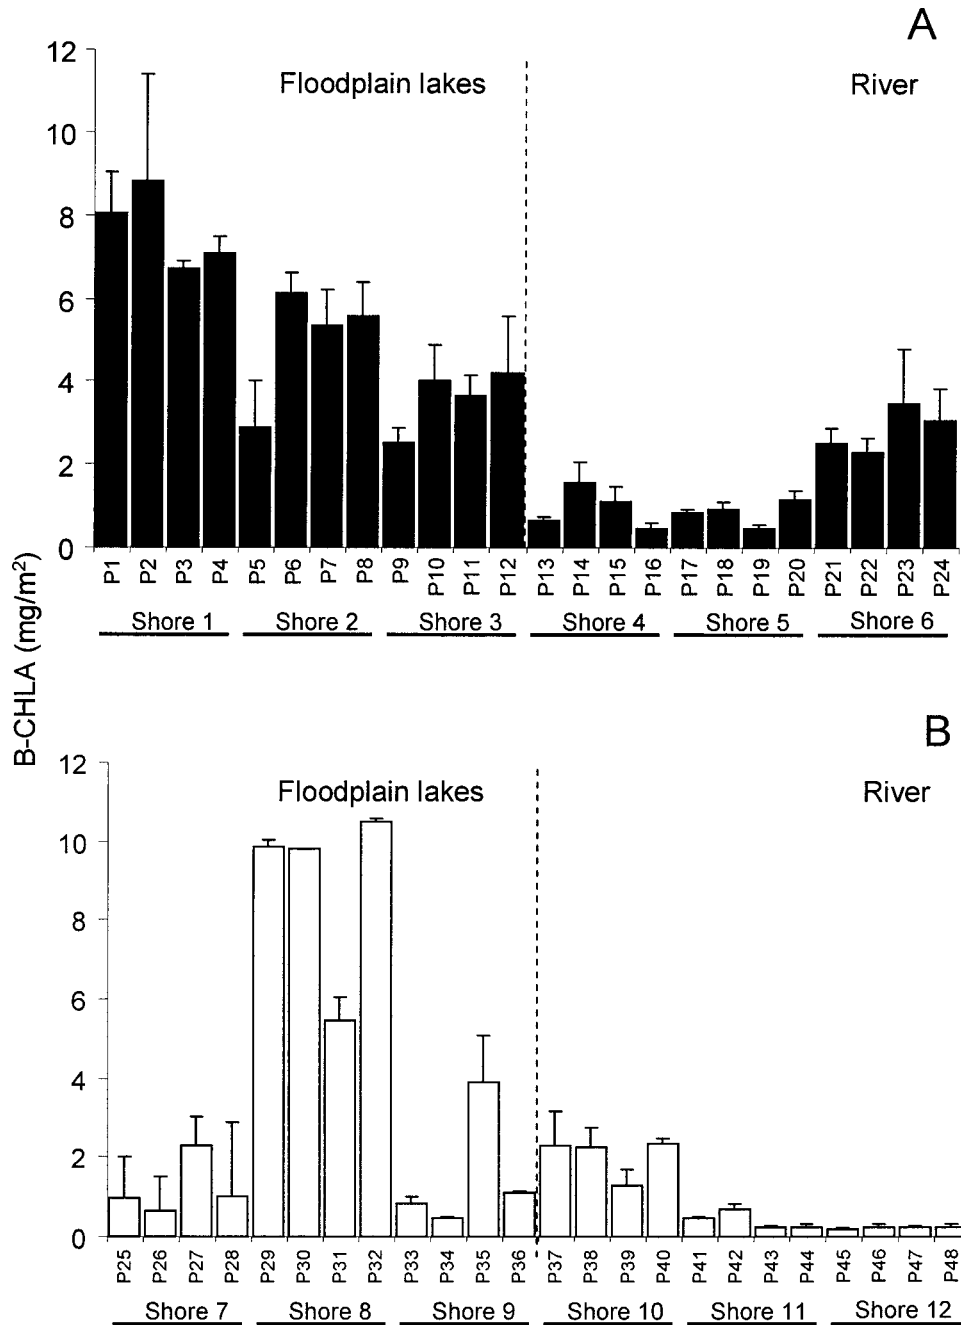 A
12
Floodplain lakes River
10
8
6
4
2
0
P1 P2 P3 P4 P5 P6 P7 P8 P9 P10 P11 P12 P13 P14 P15 P16 P17 P18 P19 P20 P21 P22 P23 P24
Shore 1 Shore 2 Shore 3 Shore 4 Shore 5 Shore 6
B-CHLA (mg/m²)
B
12
Floodplain lakes River
10
8
6
4
2
0
P25 P26 P27 P28 P29 P30 P31 P32 P33 P34 P35 P36 P37 P38 P39 P40 P41 P42 P43 P44 P45 P46 P47 P48
Shore 7 Shore 8 Shore 9 Shore 10 Shore 11 Shore 12